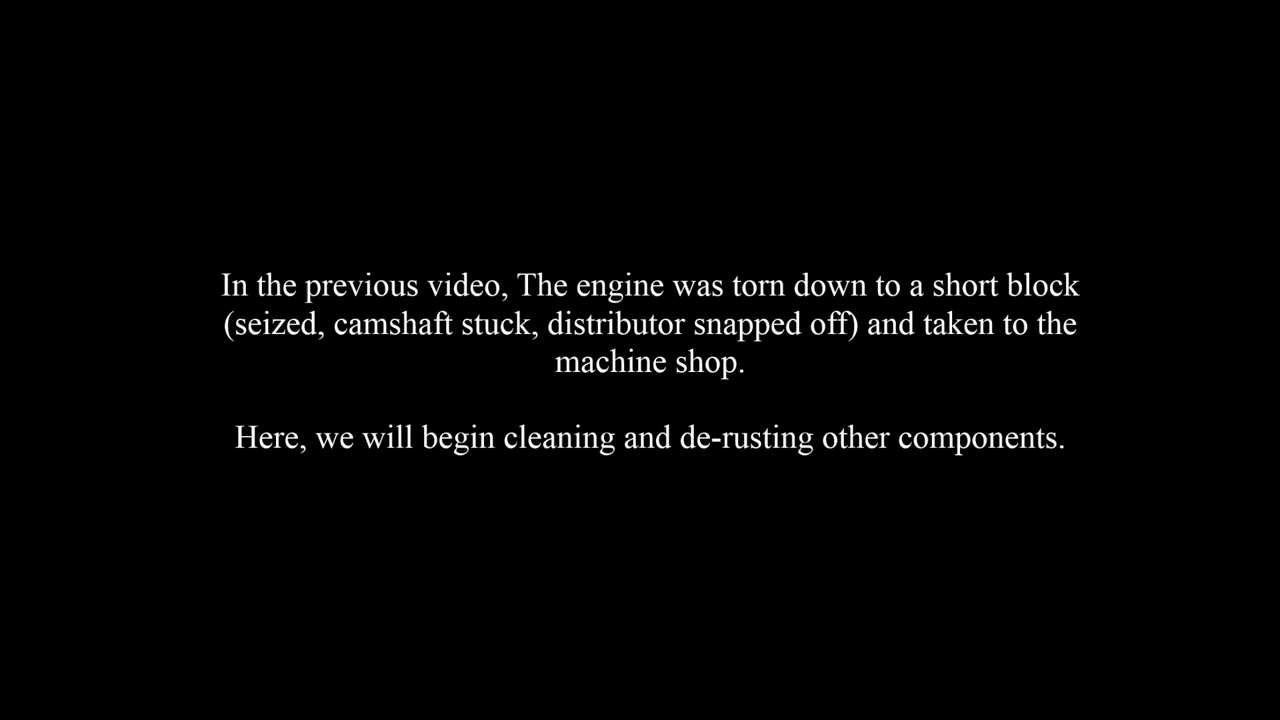 In the previous video, The engine was torn down to a short block
(seized, camshaft stuck, distributor snapped off) and taken to the
machine shop.
Here, we will begin cleaning and de-rusting other components.